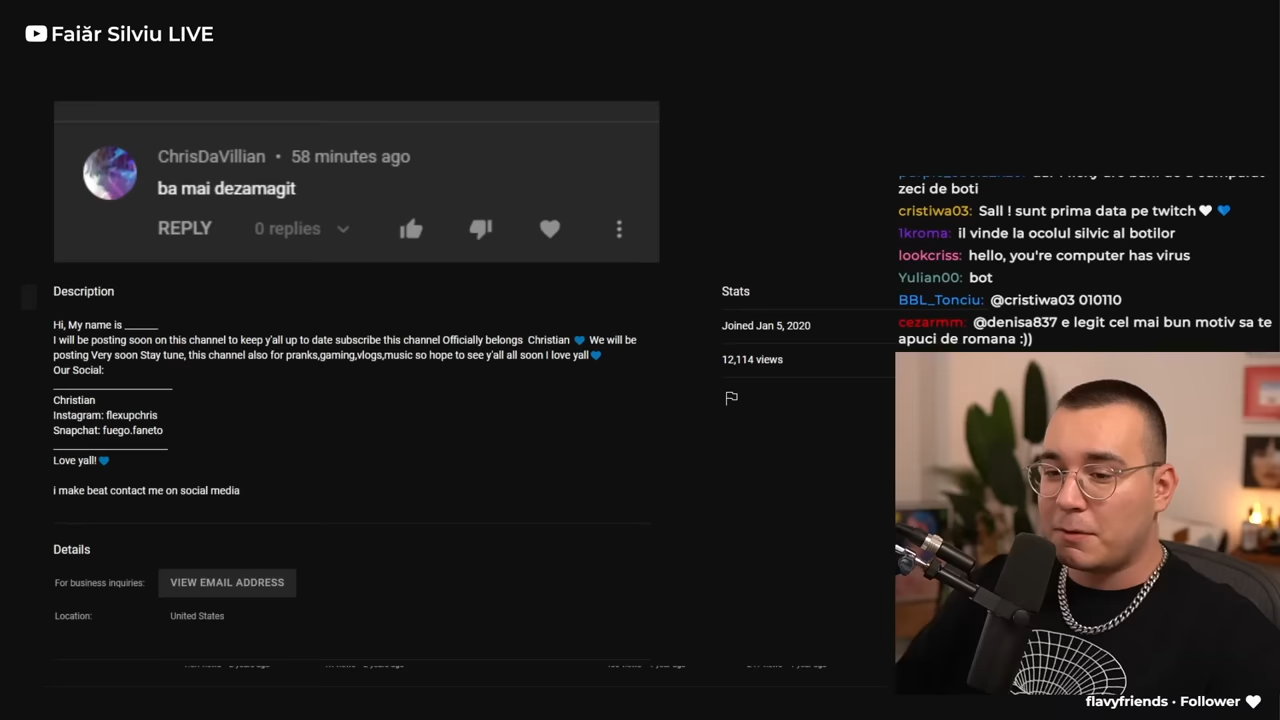 Faiăr Silviu LIVE
ChrisDaVillian • 58 minutes ago
ba mai dezamagit
REPLY 0 replies
Description
Hi, My name is ______
I will be posting soon on this channel to keep y'all up to date subscribe this channel Officially belongs Christian 💙 We will be
posting Very soon Stay tune, this channel also for pranks,gaming,vlogs,music so hope to see y'all all soon I love yall💙
Our Social:
Christian
Instagram: flexupchris
Snapchat: fuego.faneto
Love yall!💙
i make beat contact me on social media
Details
For business inquiries: VIEW EMAIL ADDRESS
Location: United States
Stats
Joined Jan 5, 2020
12,114 views
zeci de boti
cristiwa03: Sall ! sunt prima data pe twitch🤍 💙
1kroma: il vinde la ocolul silvic al botilor
lookcriss: hello, you're computer has virus
Yulian00: bot
BBL_Tonciu: @cristiwa03 010110
cezarmm: @denisa837 e legit cel mai bun motiv sa te
apuci de romana :))
flavyfriends · Follower 🤍